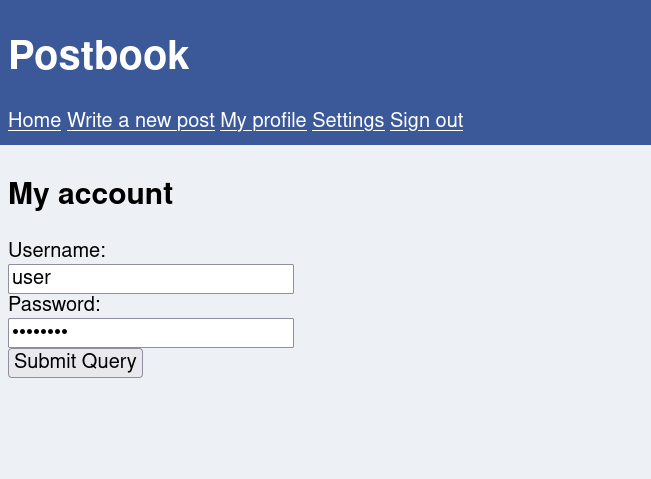 Postbook
Home Write a new post My profile Settings Sign out
My account
Username:
user
Password:
••••••••
Submit Query